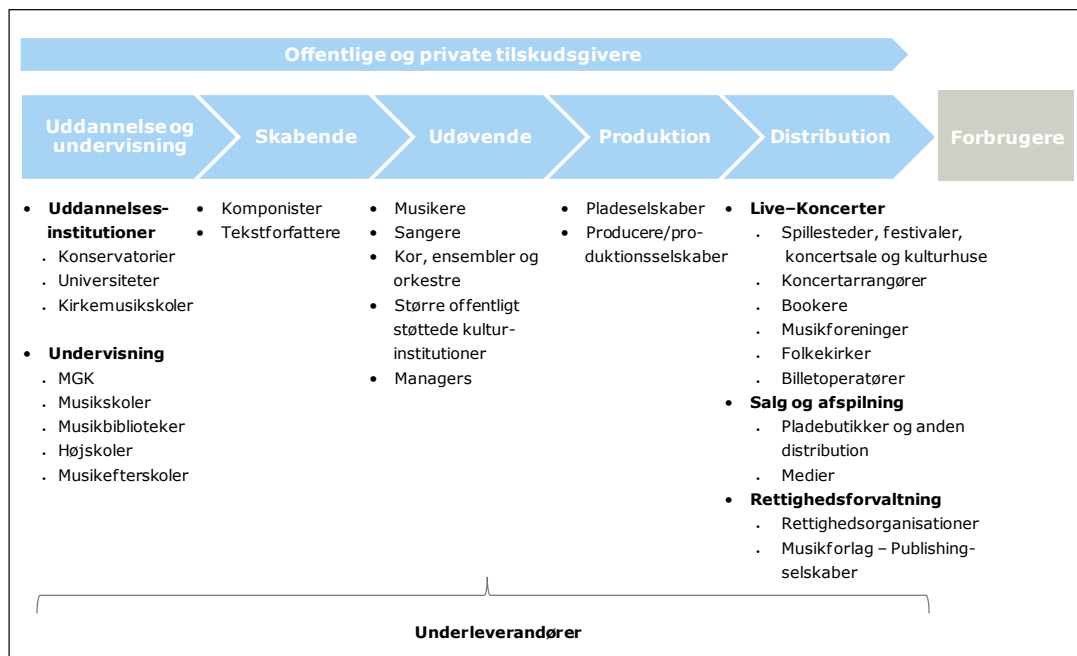 Offentlige og private tilskudsgivere
Uddannelse og
undervisning
Skabende
Udøvende
Produktion
Distribution
Forbrugere
• Uddannelses-
institutioner
• Konservatorier
• Universiteter
• Kirkemusikskoler
• Undervisning
• MGK
• Musikskoler
• Musikbiblioteker
• Højskoler
• Musikefterskoler
• Komponister
• Tekstforfattere
• Musikere
• Sangere
• Kor, ensembler og
orkestre
• Større offentligt
støttede kultur-
institutioner
• Managers
• Pladeselskaber
• Producere/pro-
duktionsselskaber
• Live–Koncerter
• Spillesteder, festivaler,
koncertsale og kulturhuse
• Koncertarrangører
• Bookere
• Musikforeninger
• Folkekirker
• Billetoperatører
• Salg og afspilning
• Pladebutikker og anden
distribution
• Medier
• Rettighedsforvaltning
• Rettighedsorganisationer
• Musikforlag – Publishing-
selskaber
Underleverandører